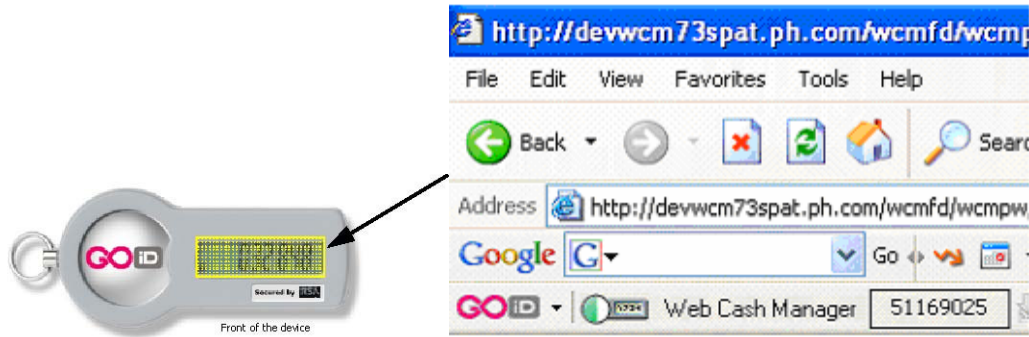 GO ID
Secured by RSA
Front of the device
http://devwcm73spat.ph.com/wcmfd/wcmp
File Edit View Favorites Tools Help
Back Searc
Address http://devwcm73spat.ph.com/wcmfd/wcmpw
Google G Go
GO ID Web Cash Manager 51169025